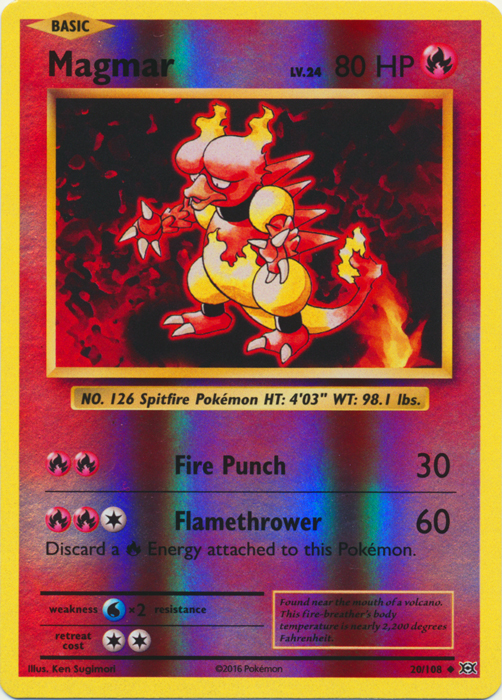 BASIC
Magmar LV.24 80 HP
NO. 126 Spitfire Pokémon HT: 4'03" WT: 98.1 lbs.
Fire Punch 30
Flamethrower 60
Discard a Energy attached to this Pokémon.
weakness ×2 resistance
retreat
cost
Found near the mouth of a volcano.
This fire-breather's body
temperature is nearly 2,200 degrees
Fahrenheit.
Illus. Ken Sugimori ©2016 Pokémon 20/108